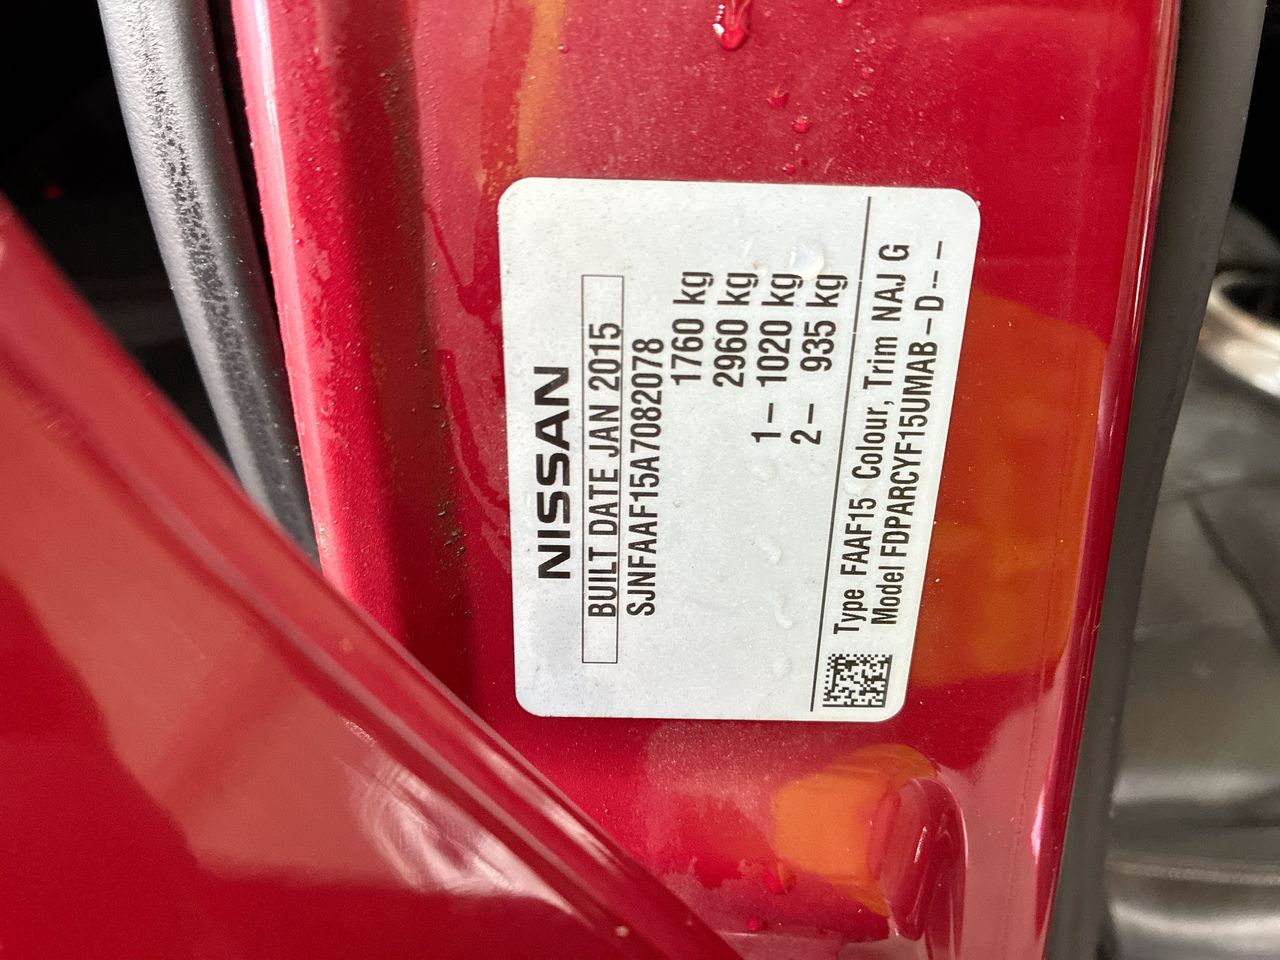 NISSAN
BUILT DATE JAN 2015
SJNFAAF15A7082078
1760 kg
2960 kg
1– 1020 kg
2– 935 kg
Type FAAF15 Colour, Trim NAJ G
Model FDPARCYF15UMAB–D---